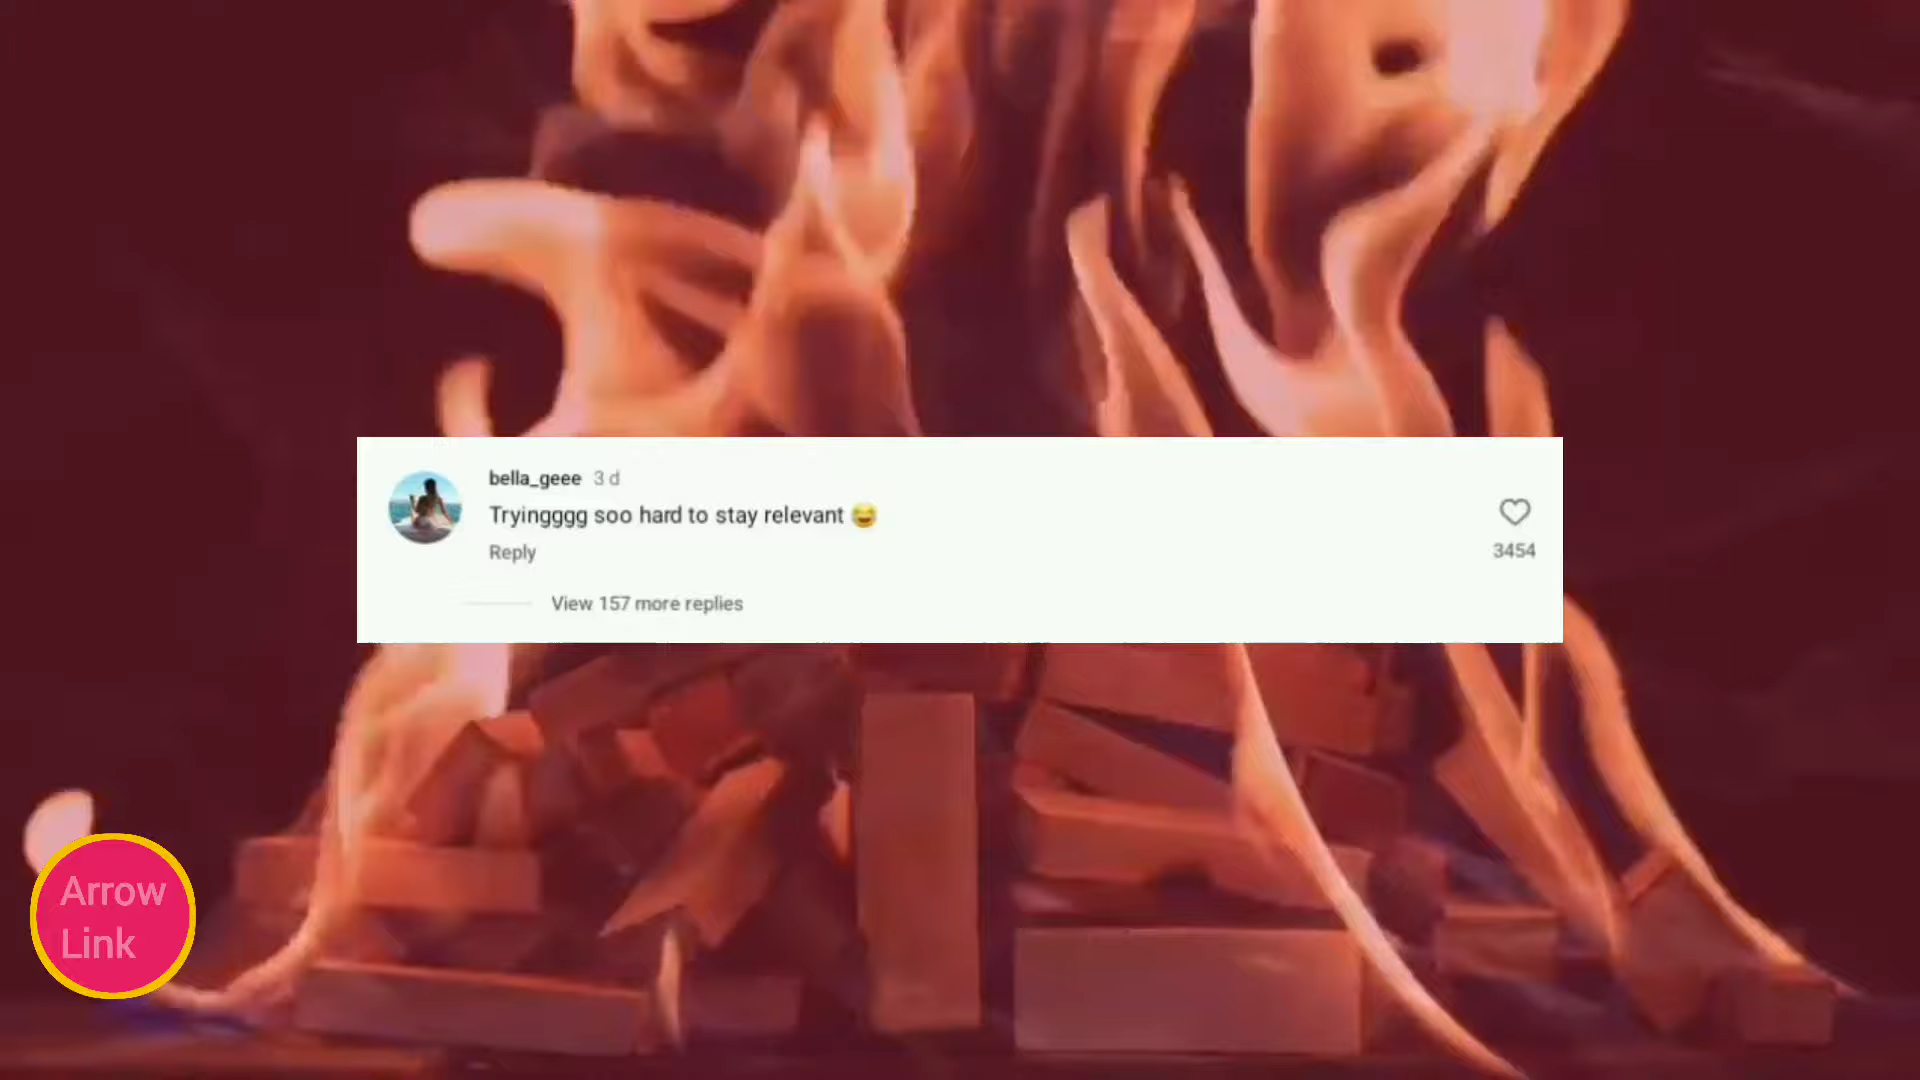 bella_geee 3 d
Tryingggg soo hard to stay relevant 😂
Reply
3454
View 157 more replies
Arrow
Link